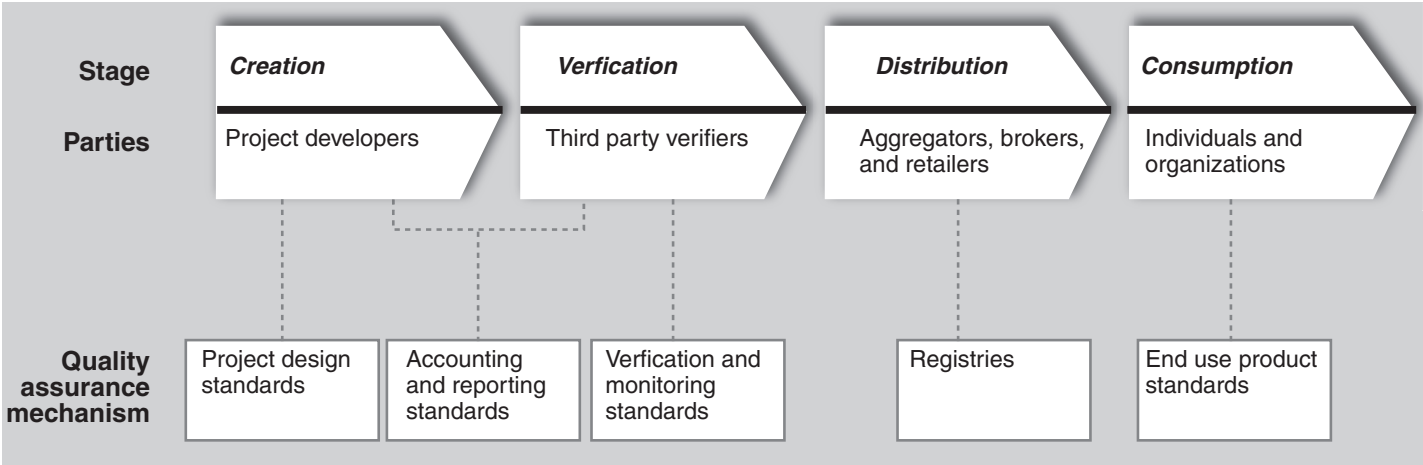 Stage
Creation
Verfication
Distribution
Consumption
Parties
Project developers
Third party verifiers
Aggregators, brokers,
and retailers
Individuals and
organizations
Quality
assurance
mechanism
Project design
standards
Accounting
and reporting
standards
Verfication and
monitoring
standards
Registries
End use product
standards